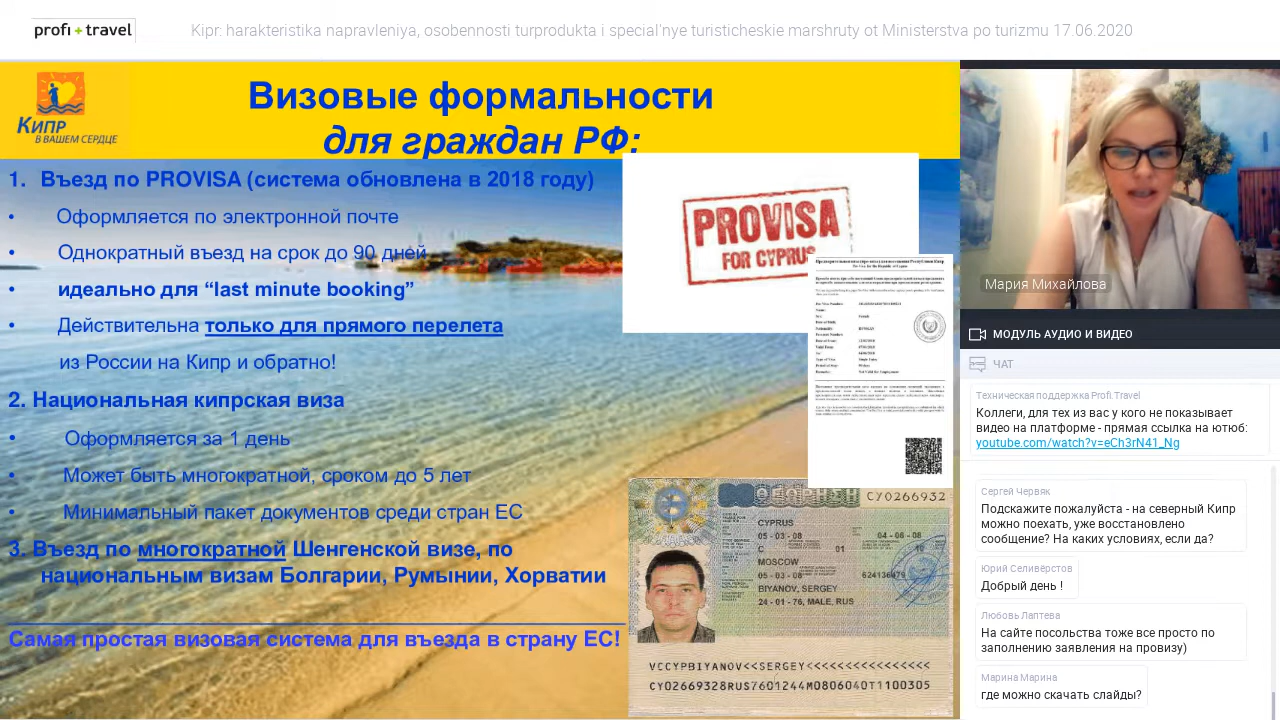 profi + travel
Kipr: harakteristika napravleniya, osobennosti turprodukta i special'nye turisticheskie marshruty ot Ministerstva po turizmu 17.06.2020
КИПР
В ВАШЕМ СЕРДЦЕ
Визовые формальности
для граждан РФ:
1. Въезд по PROVISA (система обновлена в 2018 году)
• Оформляется по электронной почте
• Однократный въезд на срок до 90 дней
• идеально для “last minute booking”
• Действительна только для прямого перелета
из России на Кипр и обратно!
2. Национальная кипрская виза
• Оформляется за 1 день
• Может быть многократной, сроком до 5 лет
• Минимальный пакет документов среди стран ЕС
3. Въезд по многократной Шенгенской визе, по
национальным визам Болгарии, Румынии, Хорватии
Самая простая визовая система для въезда в страну ЕС!
PROVISA
FOR CYPRUS
CY0266932
CYPRUS
05-03-08 04-06-08
C 01
MOSCOW
05-03-08
BIYANOV, SERGEY
24-01-76, MALE, RUS
VCCYPBIYANOV<<SERGEY<<<<<<<<<<<<<<<<
CY02669328RUS7601244M0806040T1100305
Мария Михайлова
МОДУЛЬ АУДИО И ВИДЕО
ЧАТ
Техническая поддержка Profi.Travel
Коллеги, если вдруг у кого не показывает
видео на платформе - прямая ссылка на ютюб:
youtube.com/watch?v=eCh3rN41_Ng
Сергей Червяк
Подскажите пожалуйста - на северный Кипр
можно поехать, уже восстановлено
сообщение? На каких условиях, если да?
Юрий Селивёрстов
Добрый день !
Любовь Лаптева
На сайте посольства тоже все просто по
заполнению заявления на провизу)
Марина Марина
где можно скачать слайды?